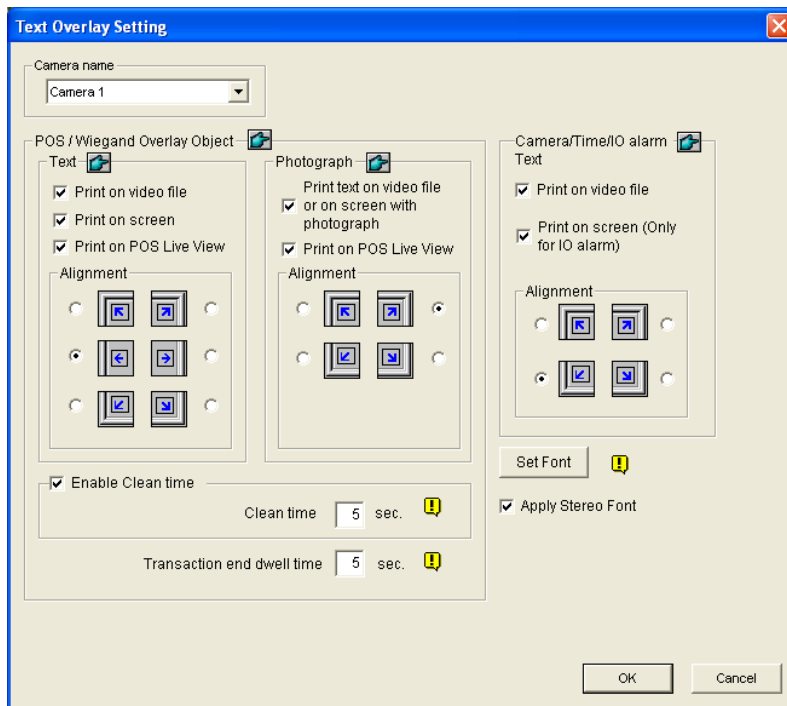 Text Overlay Setting
Camera name
Camera 1
POS / Wiegand Overlay Object
Text
Print on video file
Print on screen
Print on POS Live View
Alignment
Photograph
Print text on video file
or on screen with
photograph
Print on POS Live View
Alignment
Camera/Time/IO alarm
Text
Print on video file
Print on screen (Only
for IO alarm)
Alignment
Enable Clean time
Clean time 5 sec.
Transaction end dwell time 5 sec.
Set Font
Apply Stereo Font
OK
Cancel